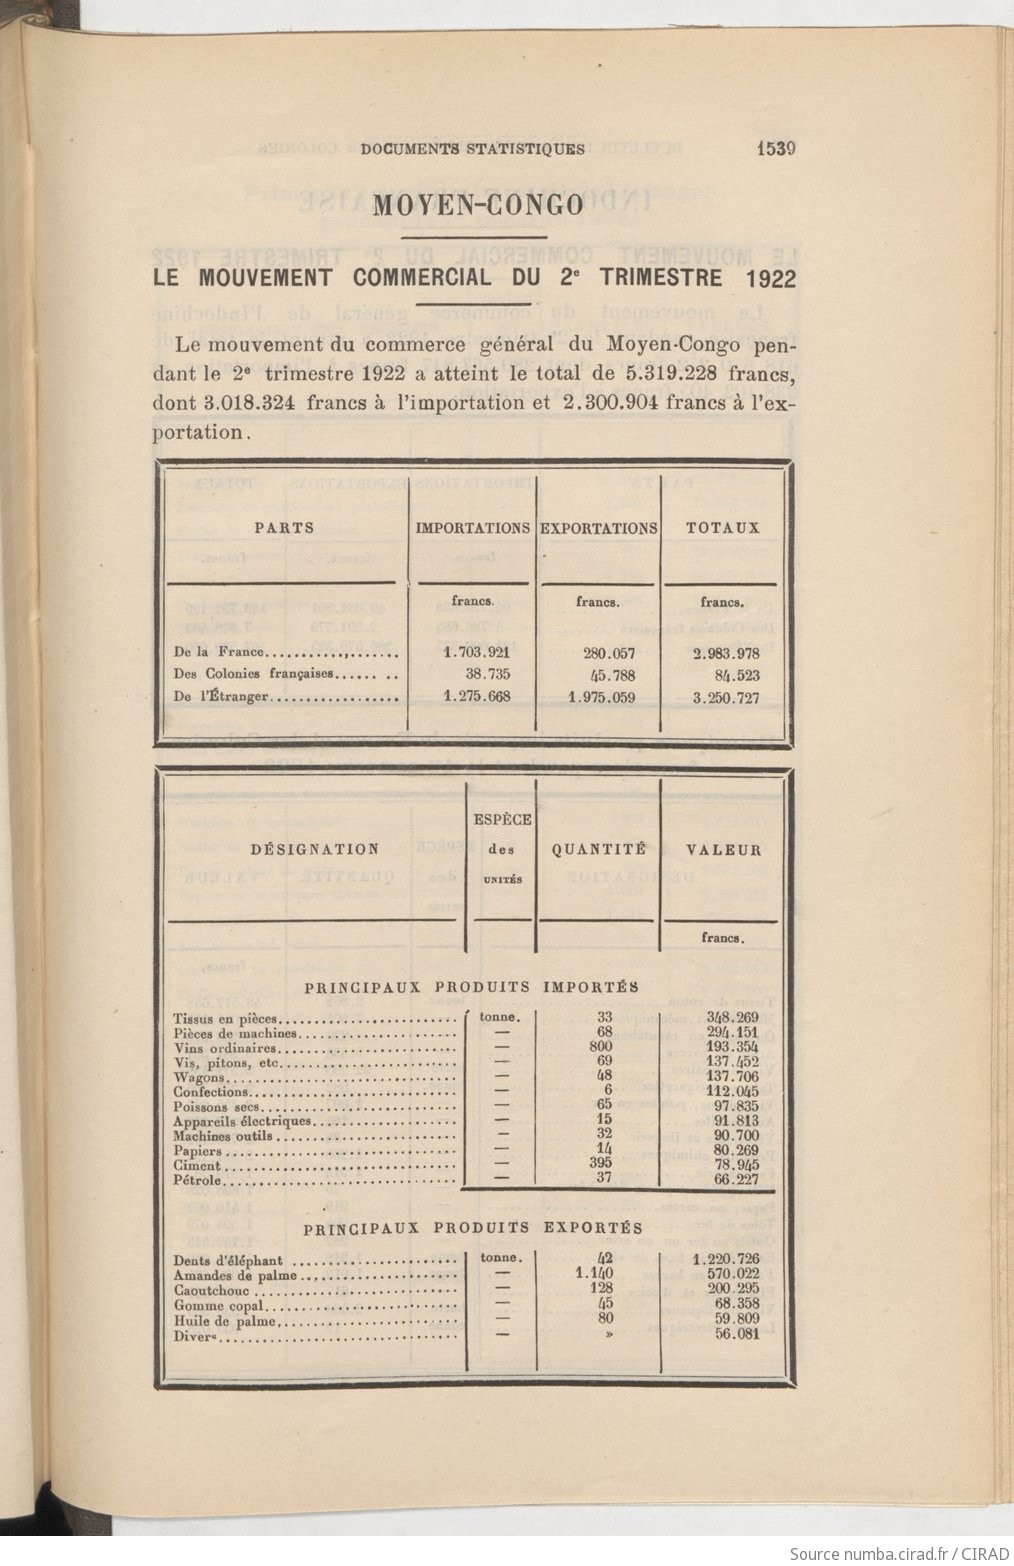 DOCUMENTS STATISTIQUES 1539
MOYEN-CONGO
LE MOUVEMENT COMMERCIAL DU 2e TRIMESTRE 1922
Le mouvement du commerce général du Moyen-Congo pen-
dant le 2e trimestre 1922 a atteint le total de 5.319.228 francs,
dont 3.018.324 francs à l'importation et 2.300.904 francs à l'ex-
portation.
PARTS IMPORTATIONS EXPORTATIONS TOTAUX
francs. francs. francs.
De la France.................... 1.703.921 280.057 2.983.978
Des Colonies françaises...... .. 38.735 45.788 84.523
De l'Étranger.................. 1.275.668 1.975.059 3.250.727
DÉSIGNATION ESPÈCE des UNITÉS QUANTITÉ VALEUR
francs.
PRINCIPAUX PRODUITS IMPORTÉS
Tissus en pièces........................ tonne. 33 348.269
Pièces de machines..................... — 68 294.151
Vins ordinaires........................ — 800 193.354
Vis, pitons, etc........................ — 69 137.452
Wagons................................ — 48 137.706
Confections............................ — 6 112.045
Poissons secs.......................... — 65 97.835
Appareils électriques................... — 15 91.813
Machines outils ........................ — 32 90.700
Papiers ............................... — 14 80.269
Ciment ................................ — 395 78.945
Pétrole................................ — 37 66.227
PRINCIPAUX PRODUITS EXPORTÉS
Dents d'éléphant ...................... tonne. 42 1.220.726
Amandes de palme ..................... — 1.140 570.022
Caoutchouc ........................... — 128 200.295
Gomme copal.......................... — 45 68.358
Huile de palme........................ — 80 59.809
Divers................................ — » 56.081
Source numba.cirad.fr / CIRAD